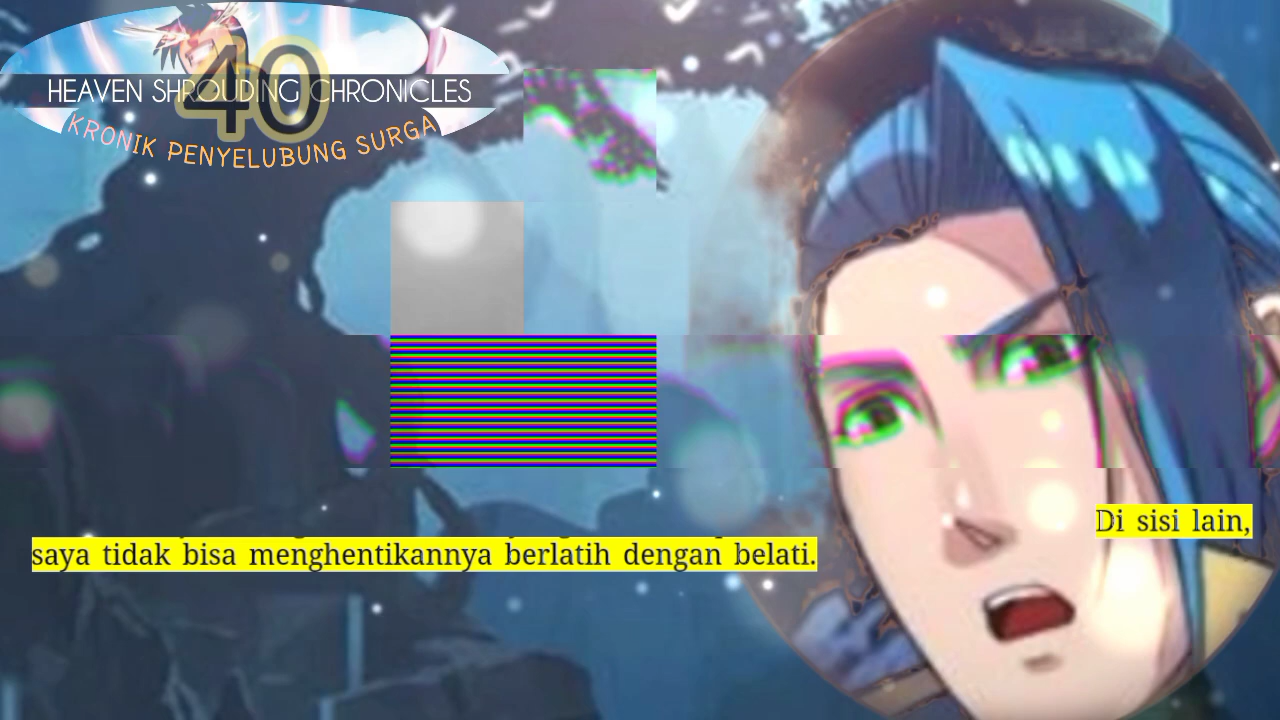 40
HEAVEN SHROUDING CHRONICLES
KRONIK PENYELUBUNG SURGA
Di sisi lain,
saya tidak bisa menghentikannya berlatih dengan belati.